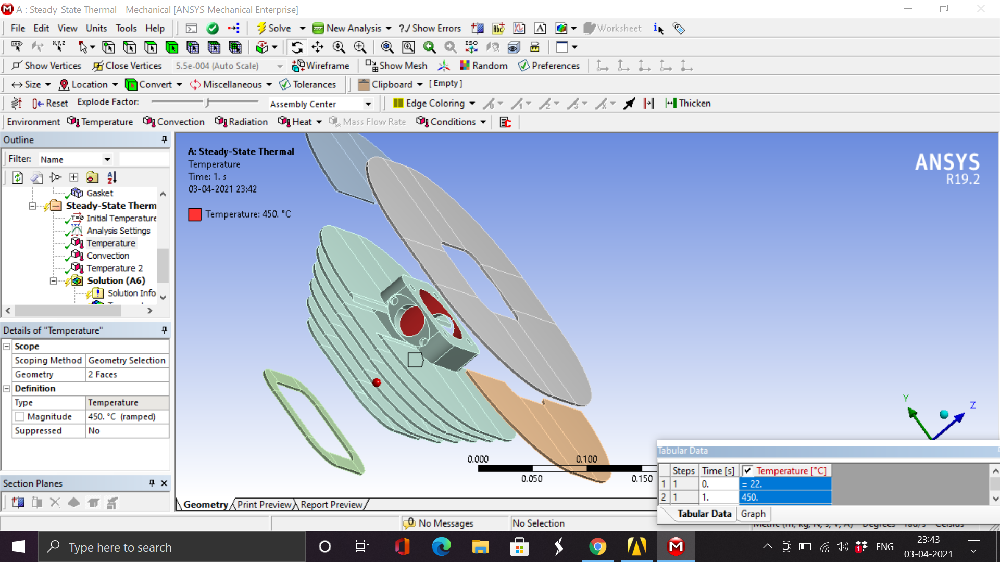 A : Steady-State Thermal - Mechanical [ANSYS Mechanical Enterprise]
File Edit View Units Tools Help Solve New Analysis ?/ Show Errors Worksheet
Show Vertices Close Vertices 5.5e-004 (Auto Scale) Wireframe Show Mesh Random Preferences
Size Location Convert Miscellaneous Tolerances Clipboard [ Empty ]
Reset Explode Factor: Assembly Center Edge Coloring Thicken
Environment Temperature Convection Radiation Heat Mass Flow Rate Conditions
Outline
Filter: Name
Gasket
Steady-State Therm
Initial Temperature
Analysis Settings
Temperature
Convection
Temperature 2
Solution (A6)
Solution Info
Details of "Temperature"
Scope
Scoping Method Geometry Selection
Geometry 2 Faces
Definition
Type Temperature
Magnitude 450. °C (ramped)
Suppressed No
Section Planes
A: Steady-State Thermal
Temperature
Time: 1. s
03-04-2021 23:42
Temperature: 450. °C
ANSYS
R19.2
Y Z
0.000 0.100
0.050 0.150
Geometry Print Preview Report Preview
Tabular Data
Steps Time [s] Temperature [°C]
1 1 0. = 22.
2 1 1. 450.
Tabular Data Graph
0 No Messages No Selection
Metric (m, kg, N, s, V, A) Degrees rad/s Celsius
Type here to search
1 ENG 23:43
03-04-2021